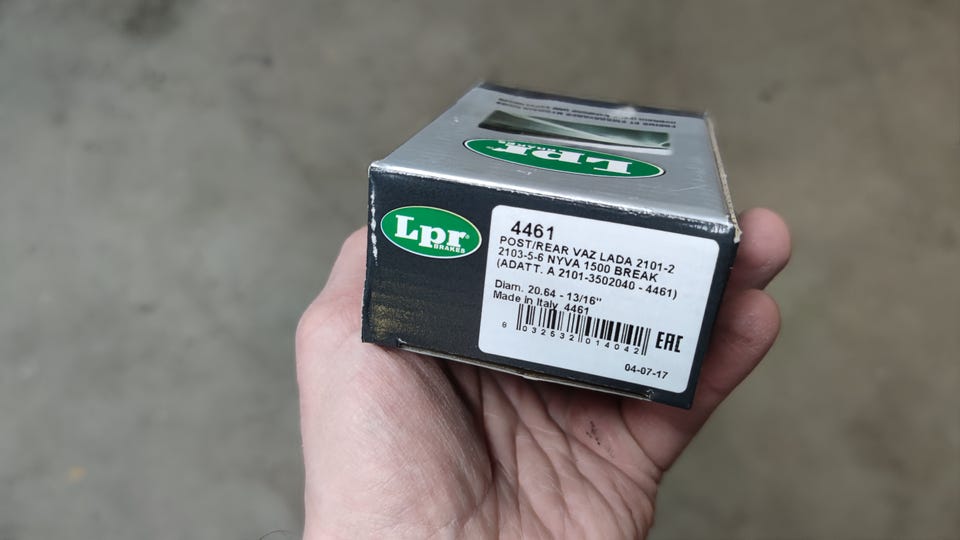 LPR
BRAKES
Lpr
BRAKES
4461
POST/REAR VAZ LADA 2101-2
2103-5-6 NYVA 1500 BREAK
(ADATT. A 2101-3502040 - 4461)
Diam. 20.64 - 13/16"
Made in Italy 4461
8 032532 014042
EAC
04-07-17